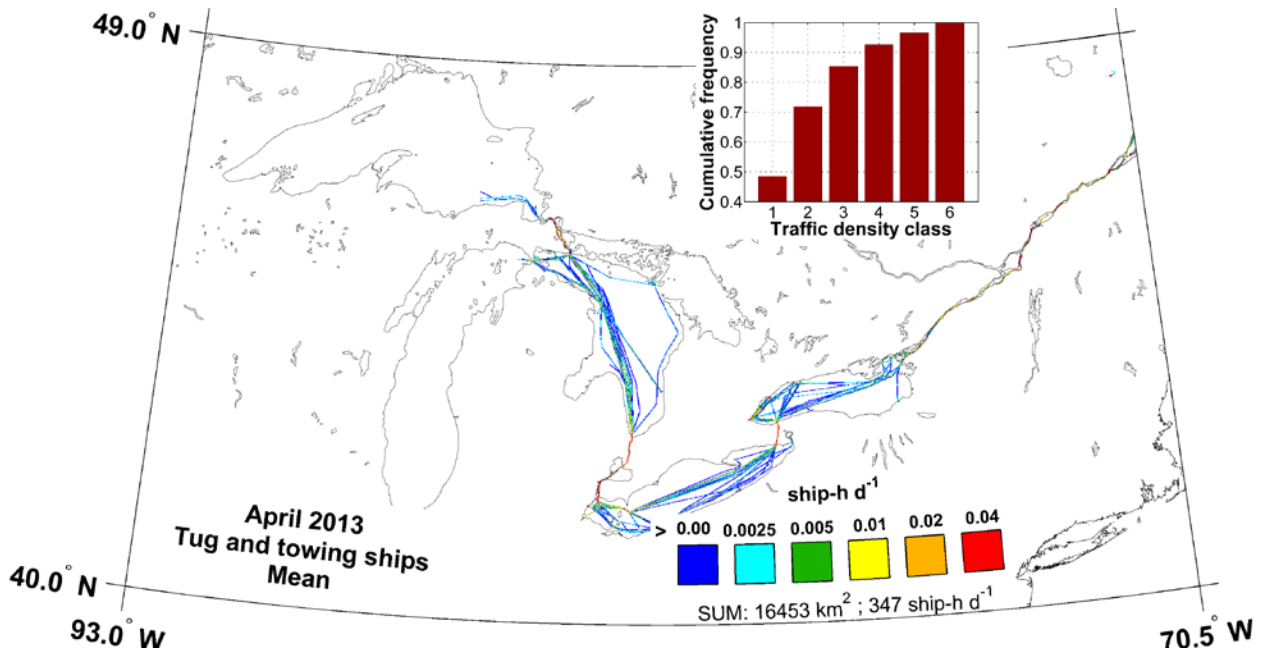 49.0° N
Cumulative frequency
1
0.9
0.8
0.7
0.6
0.5
0.4
1 2 3 4 5 6
Traffic density class
April 2013
Tug and towing ships
Mean
ship-h d⁻¹
> 0.00 0.0025 0.005 0.01 0.02 0.04
SUM: 16453 km² ; 347 ship-h d⁻¹
40.0° N
93.0° W
70.5° W